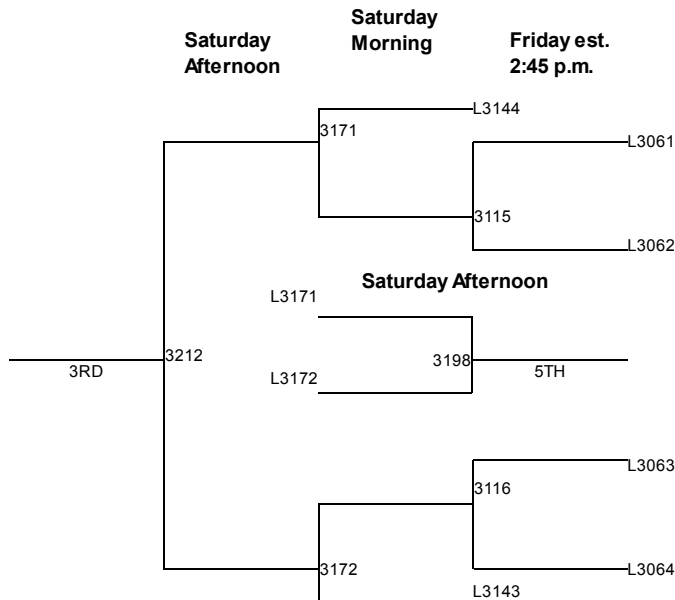 Saturday
Afternoon
Saturday
Morning
Friday est.
2:45 p.m.
L3144
3171
L3061
3115
L3062
Saturday Afternoon
L3171
3212
3RD
L3172
3198
5TH
L3063
3116
3172
L3064
L3143